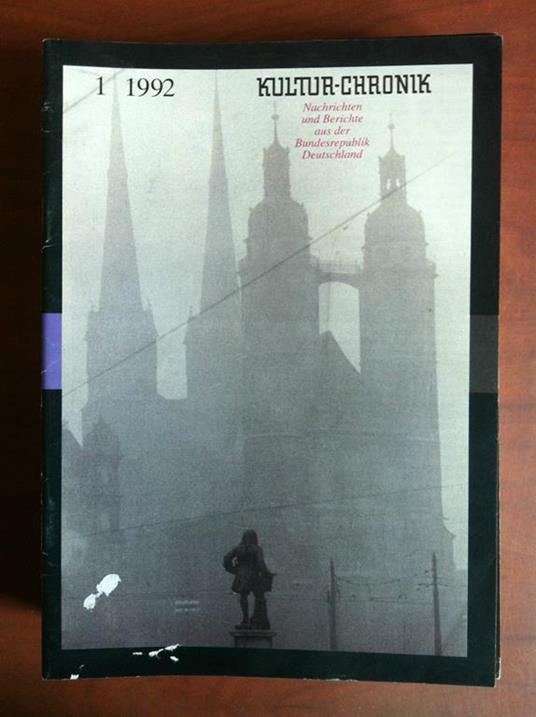 1 1992
KULTUR-CHRONIK
Nachrichten
und Berichte
aus der
Bundesrepublik
Deutschland